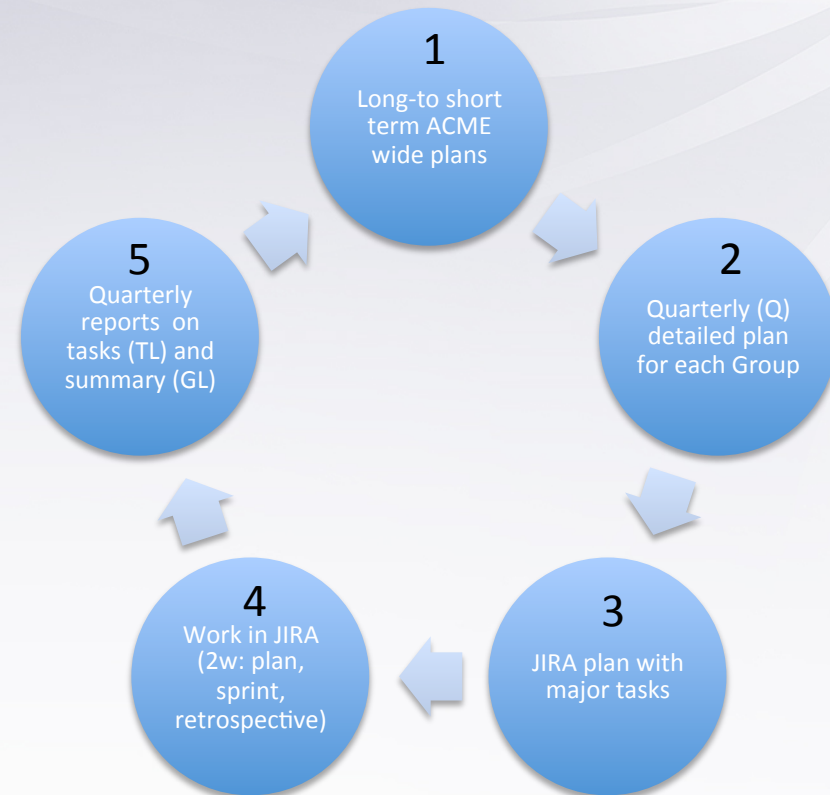 1
Long-to short
term ACME
wide plans
2
Quarterly (Q)
detailed plan
for each Group
3
JIRA plan with
major tasks
4
Work in JIRA
(2w: plan,
sprint,
retrospective)
5
Quarterly
reports on
tasks (TL) and
summary (GL)